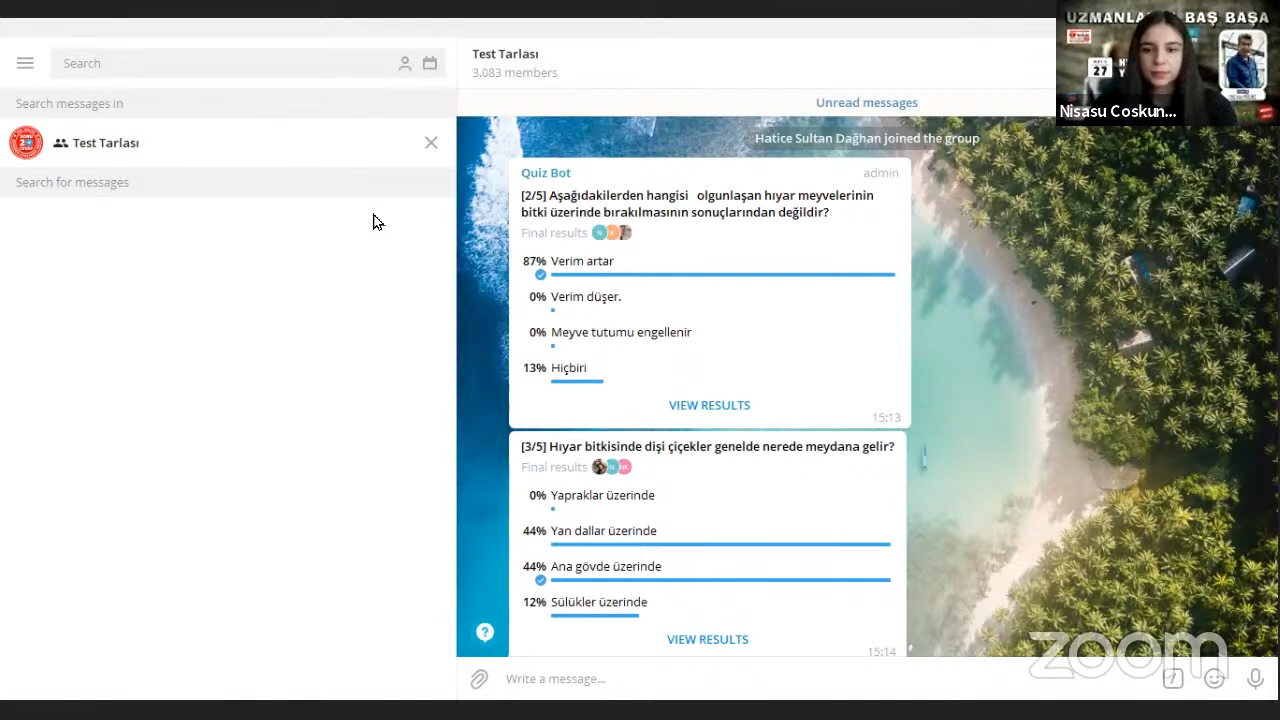 Search
Search messages in
Test Tarlası
Search for messages
Test Tarlası
3,083 members
Unread messages
Hatice Sultan Dağhan joined the group
Quiz Bot
admin
[2/5] Aşağıdakilerden hangisi olgunlaşan hıyar meyvelerinin
bitki üzerinde bırakılmasının sonuçlarından değildir?
Final results
87% Verim artar
0% Verim düşer.
0% Meyve tutumu engellenir
13% Hiçbiri
VIEW RESULTS
15:13
[3/5] Hıyar bitkisinde dişi çiçekler genelde nerede meydana gelir?
Final results
0% Yapraklar üzerinde
44% Yan dallar üzerinde
44% Ana gövde üzerinde
12% Sülükler üzerinde
VIEW RESULTS
15:14
Write a message...
BAŞ BAŞA
27
Nisasu Coskun...
zoom